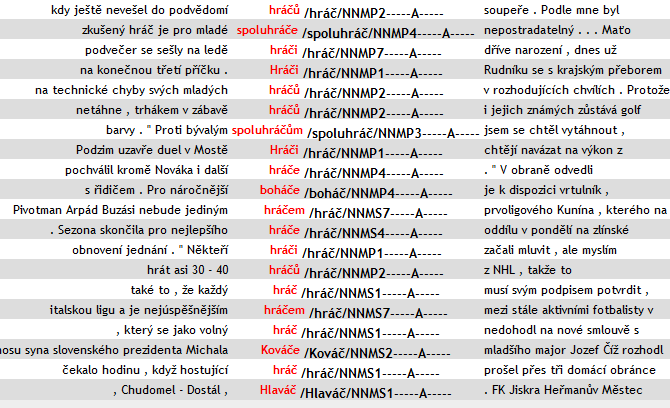 když ještě nevešel do podvědomí hráčů /hráč/NNMP2-----A----- soupeře . Podle mne byl
zkušený hráč je pro mladé spoluhráče /spoluhráč/NNMP4-----A----- nepostradatelný . . . Maťo
podvečer se sešly na ledě hráči /hráč/NNMP7-----A----- dříve narození , dnes už
na konečnou třetí příčku . Hráči /hráč/NNMP1-----A----- Rudníku se s krajským přeborem
na technické chyby svých mladých hráčů /hráč/NNMP2-----A----- v rozhodujících chvílích . Protože
netáhne , trhákem v zábavě hráčů /hráč/NNMP2-----A----- i jejich známých zůstává golf
barvy . " Proti bývalým spoluhráčům /spoluhráč/NNMP3-----A----- jsem se chtěl vytáhnout ,
Podzim uzavře duel v Mostě Hráči /hráč/NNMP1-----A----- chtějí navázat na výkon z
pochválil kromě Nováka i další hráče /hráč/NNMP4-----A----- . " V obraně odvedli
s řidičem . Pro náročnější boháče /boháč/NNMP4-----A----- je k dispozici vrtulník ,
Pivotman Arpád Buzási nebude jediným hráčem /hráč/NNMS7-----A----- prvoligového Kunína , kterého na
. Sezona skončila pro nejlepšího hráče /hráč/NNMS4-----A----- oddílu v pondělí na zlínské
obnovení jednání . " Někteří hráči /hráč/NNMP1-----A----- začali mluvit , ale myslím
hrát asi 30 - 40 hráčů /hráč/NNMP2-----A----- z NHL , takže to
také to , že každý hráč /hráč/NNMS1-----A----- musí svým podpisem potvrdit ,
italskou ligu a je nejúspěšnějším hráčem /hráč/NNMS7-----A----- mezi stále aktivními fotbalisty v
, který se jako volný hráč /hráč/NNMS1-----A----- nedohodl na nové smlouvě s
nosu syna slovenského prezidenta Michala Kováče /Kováč/NNMS2-----A----- mladšího major Jozef Číž rozhodl
čekalo hodinu , když hostující hráč /hráč/NNMS1-----A----- prošel přes tři domácí obránce
, Chudomel - Dostál , Hlaváč /Hlaváč/NNMS1-----A----- . FK Jiskra Heřmanův Městec